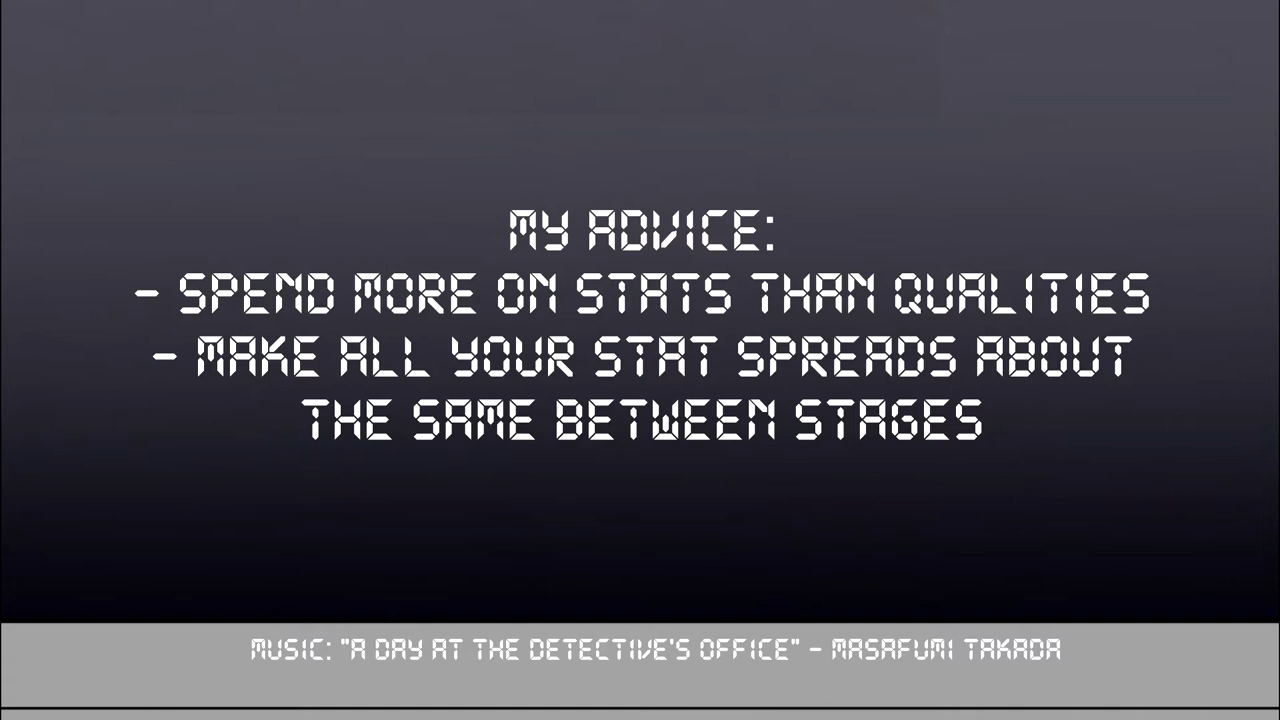 MY ADVICE:
- SPEND MORE ON STATS THAN QUALITIES
- MAKE ALL YOUR STAT SPREADS ABOUT
THE SAME BETWEEN STAGES
MUSIC: "A DAY AT THE DETECTIVE'S OFFICE" - MASAFUMI TAKADA